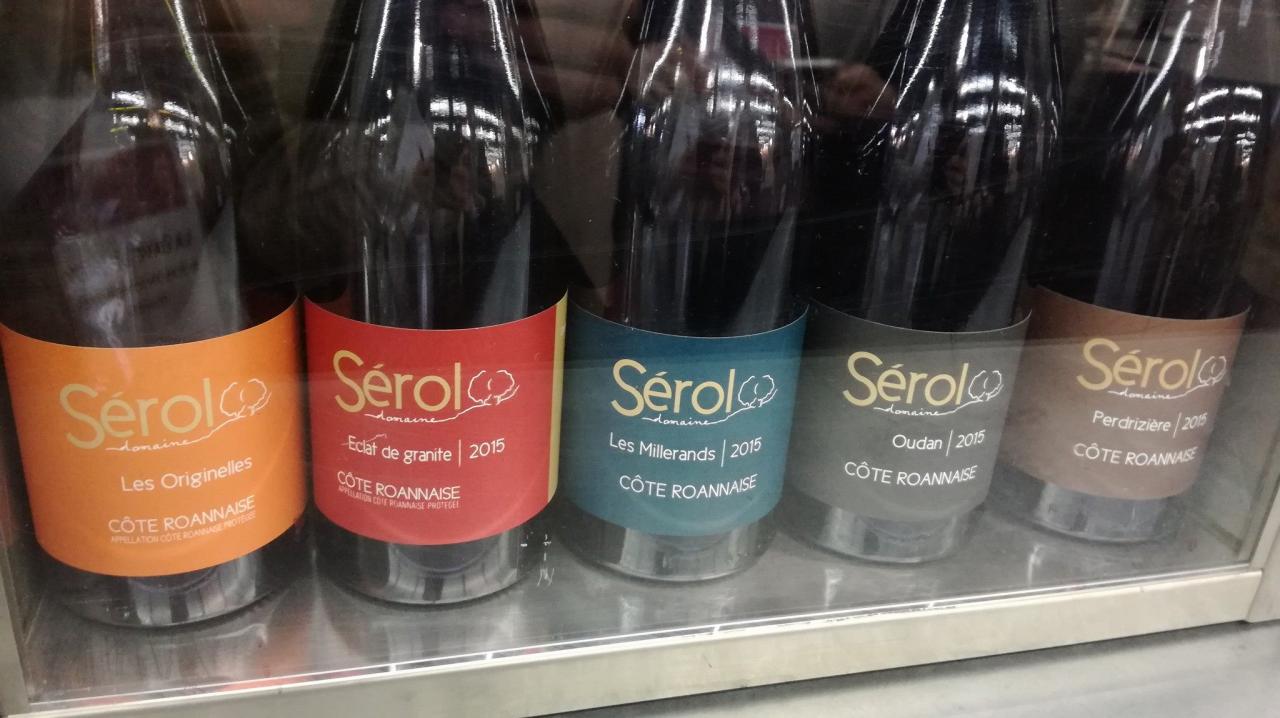 Sérol
domaine
Les Originelles
CÔTE ROANNAISE
APPELLATION CÔTE ROANNAISE PROTÉGÉE
Sérol
domaine
Eclat de granite | 2015
CÔTE ROANNAISE
APPELLATION CÔTE ROANNAISE PROTÉGÉE
Sérol
domaine
Les Millerands | 2015
CÔTE ROANNAISE
Sérol
domaine
Oudan | 2015
CÔTE ROANNAISE
Sérol
domaine
Perdrizière | 2015
CÔTE ROANNAISE